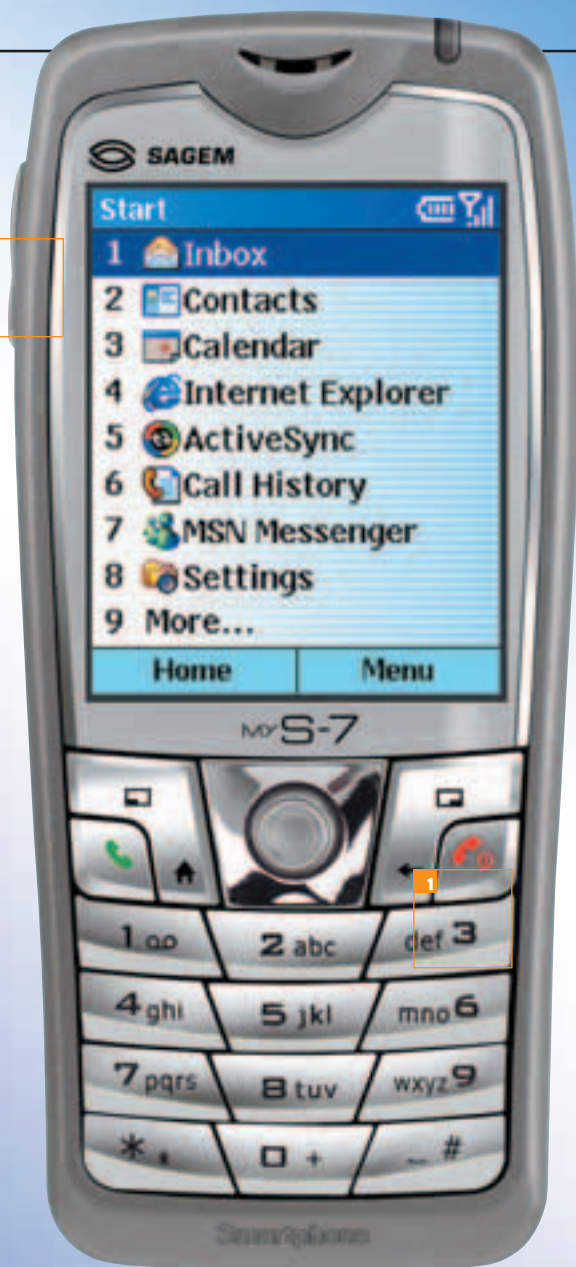 SAGEM
Start
1 Inbox
2 Contacts
3 Calendar
4 Internet Explorer
5 ActiveSync
6 Call History
7 MSN Messenger
8 Settings
9 More...
Home Menu
MY S-7
1
1 2 abc def 3
4 ghi 5 jkl mno 6
7 pqrs 8 tuv wxyz 9
* 0 + _ #
Smartphone